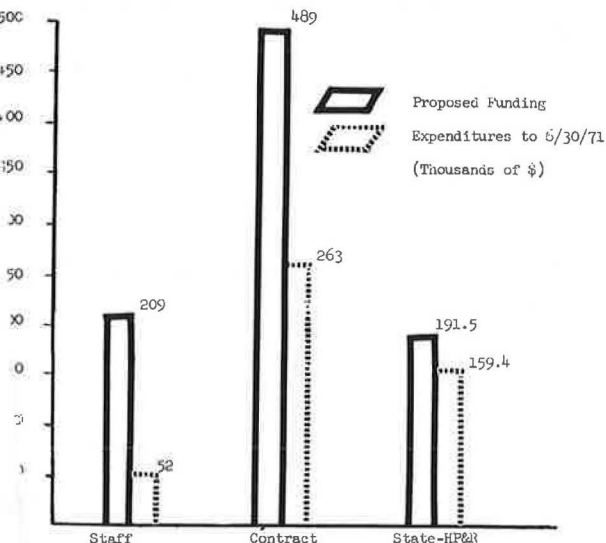 489
Proposed Funding
Expenditures to 6/30/71
(Thousands of $)
263
209
191.5
159.4
52
Staff
Contract
State-HP&R